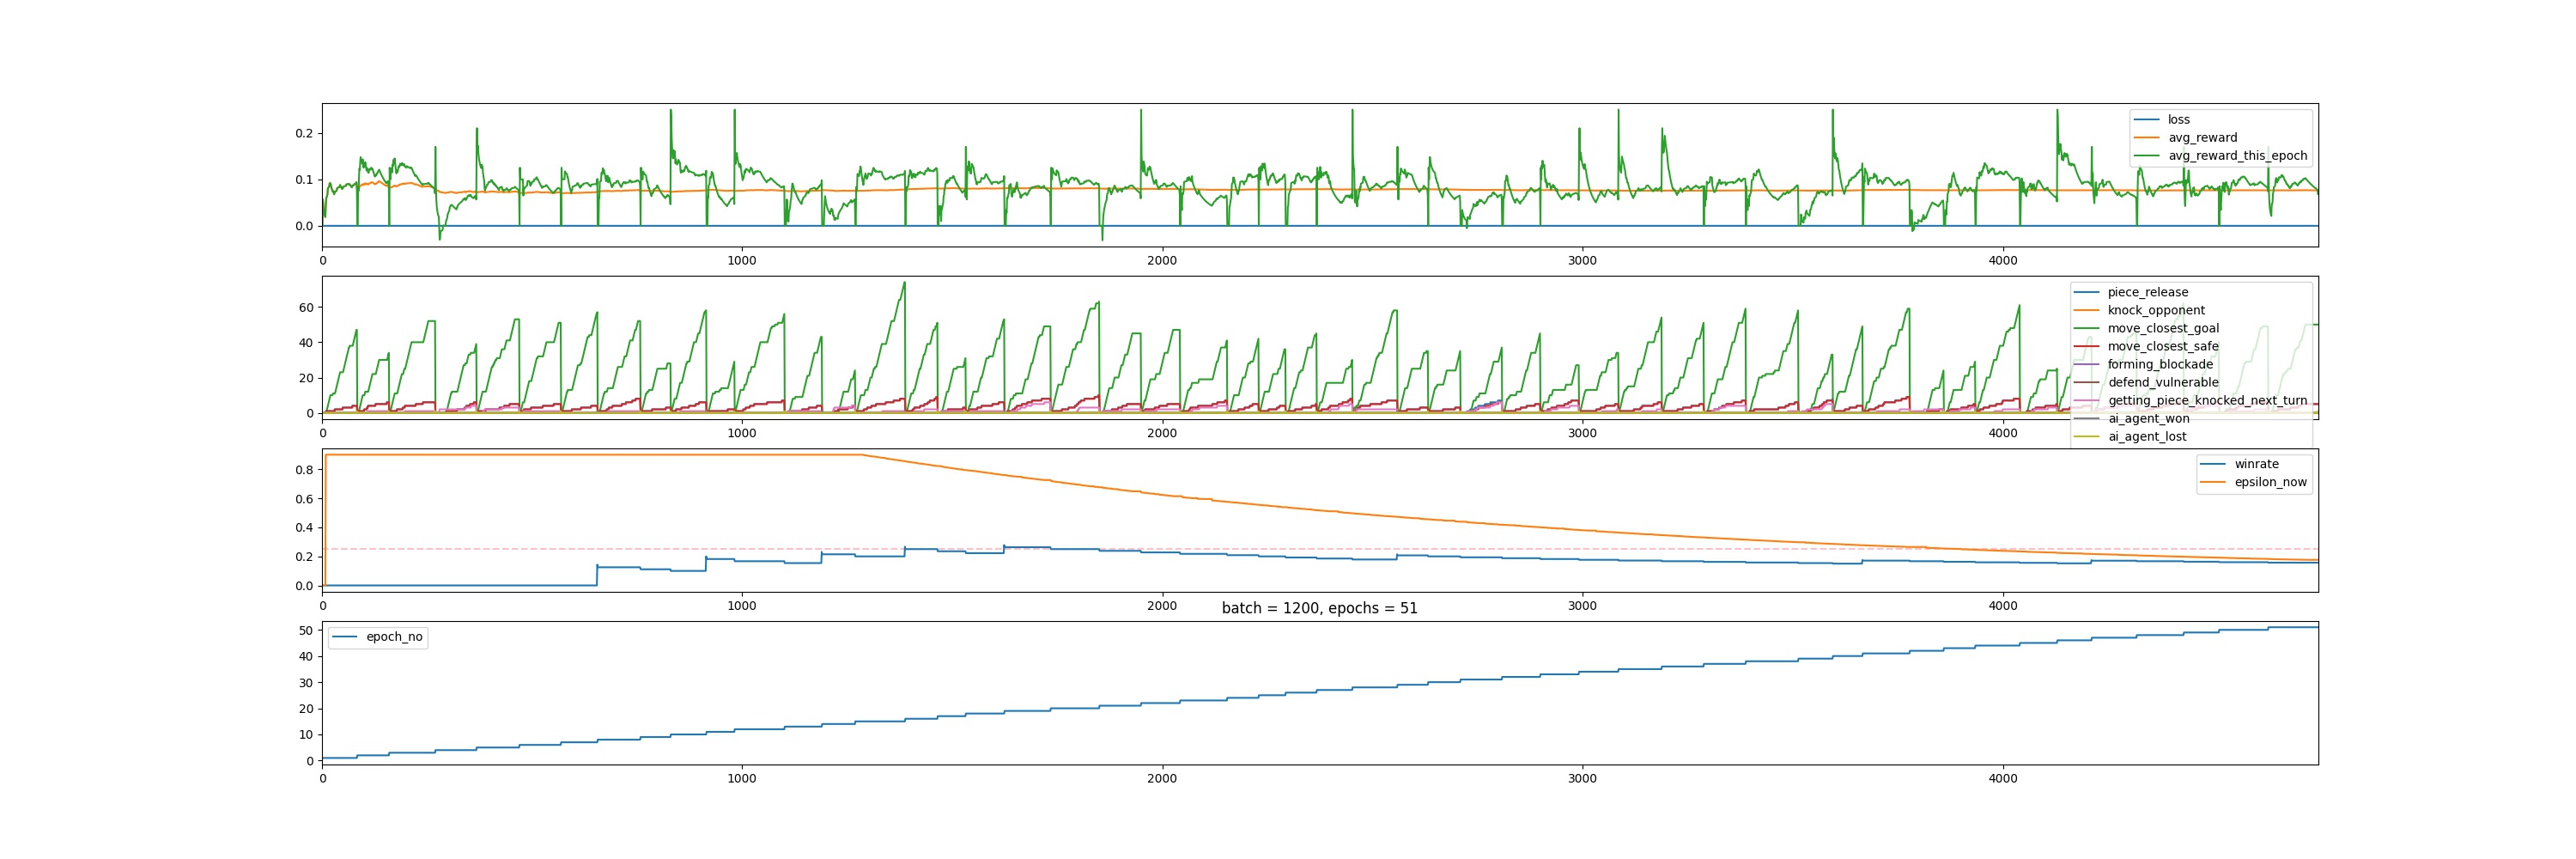 0.2
0.1
0.0
loss
avg_reward
avg_reward_this_epoch
0 1000 2000 3000 4000
60
40
20
0
piece_release
knock_opponent
move_closest_goal
move_closest_safe
forming_blockade
defend_vulnerable
getting_piece_knocked_next_turn
ai_agent_won
ai_agent_lost
0 1000 2000 3000 4000
0.8
0.6
0.4
0.2
0.0
winrate
epsilon_now
0 1000 2000 3000 4000
batch = 1200, epochs = 51
50
40
30
20
10
0
epoch_no
0 1000 2000 3000 4000